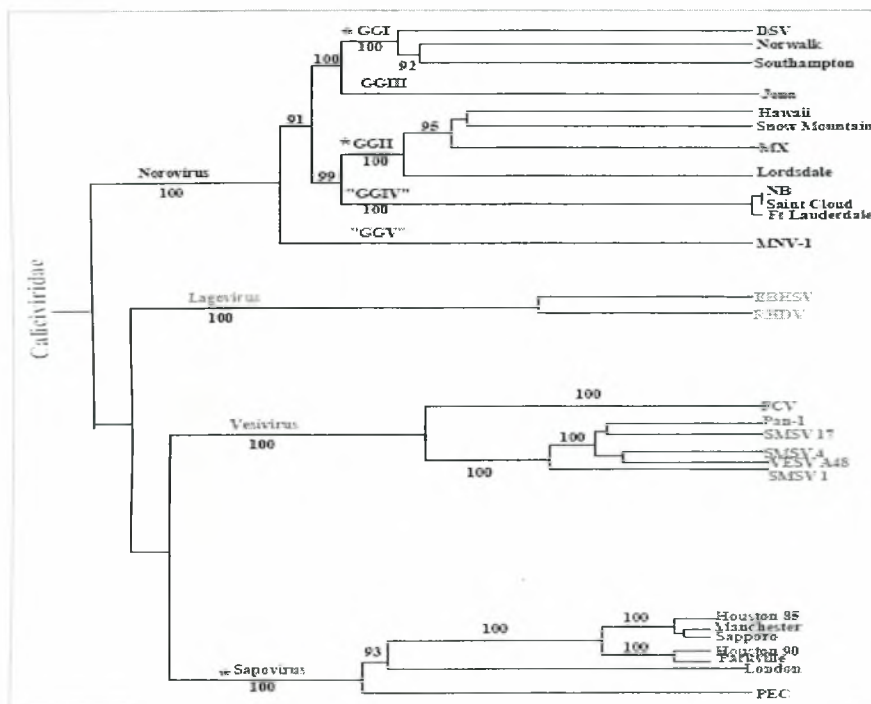 * GGI
DSV
100
Norwalk
92
Southampton
100
GGIII
Jena
91
Hawaii
95
Snow Mountain
* GGII
MX
100
Lordsdale
Norovirus
100
99
"GGIV"
100
NB
Saint Cloud
Ft Lauderdale
"GGV"
MNV-1
Caliciviridae
Lagovirus
100
EBHSV
RHDV
100
FCV
Vesivirus
100
Pan-1
100
SMSV 17
SMSV 4
VESV A48
100
SMSV 1
100
Houston 85
Manchester
Sapporo
100
100
Houston 90
Parkville
93
London
* Sapovirus
100
PEC